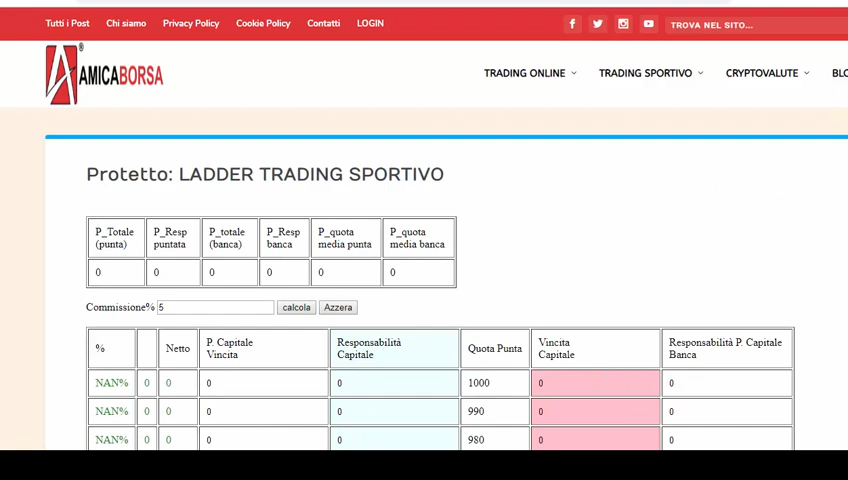 Tutti i Post Chi siamo Privacy Policy Cookie Policy Contatti LOGIN TROVA NEL SITO...
AMICABORSA ®
TRADING ONLINE TRADING SPORTIVO CRYPTOVALUTE BLO
Protetto: LADDER TRADING SPORTIVO
P_Totale (punta) P_Resp puntata P_totale (banca) P_Resp banca P_quota media punta P_quota media banca
0 0 0 0 0 0
Commissione% 5 calcola Azzera
% Netto P. Capitale Vincita Responsabilità Capitale Quota Punta Vincita Capitale Responsabilità P. Capitale Banca
NAN% 0 0 0 0 1000 0 0
NAN% 0 0 0 0 990 0 0
NAN% 0 0 0 0 980 0 0